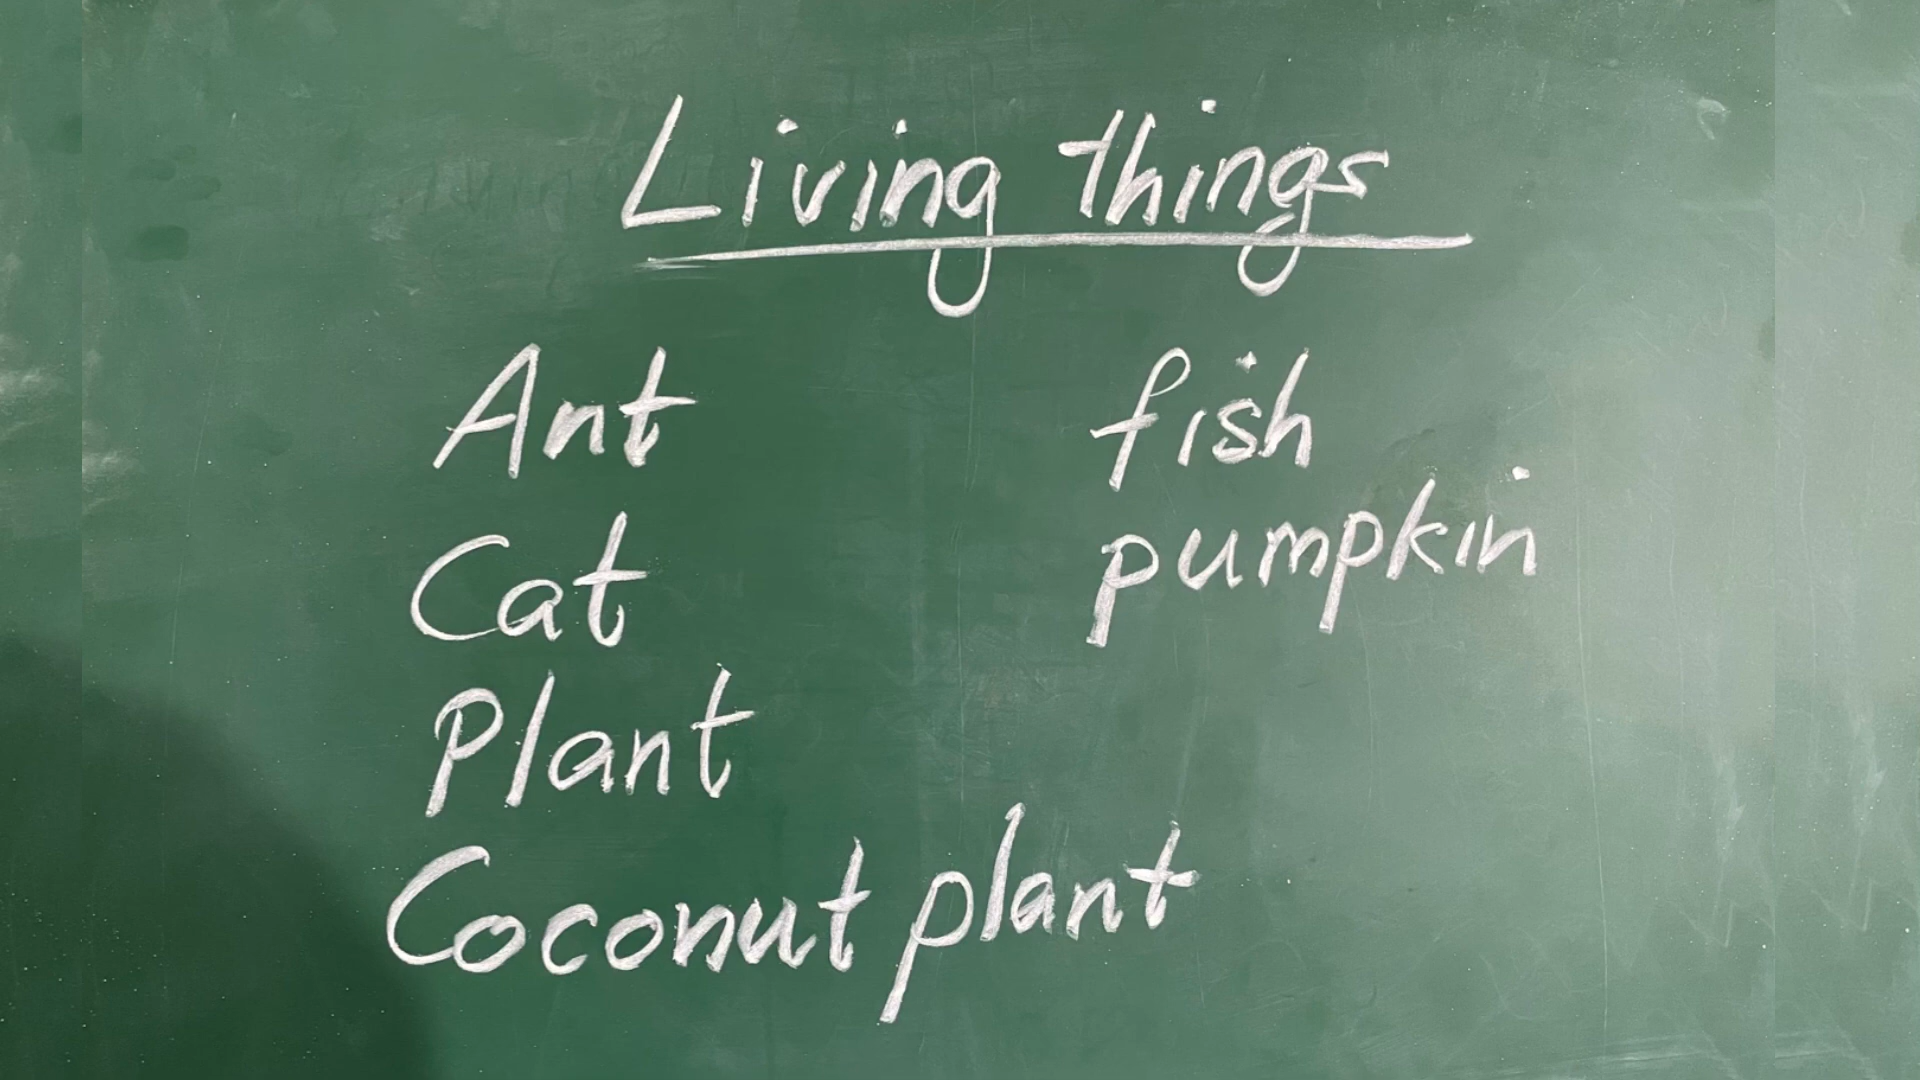 Living things
Ant
Cat
Plant
Coconut plant
fish
pumpkin